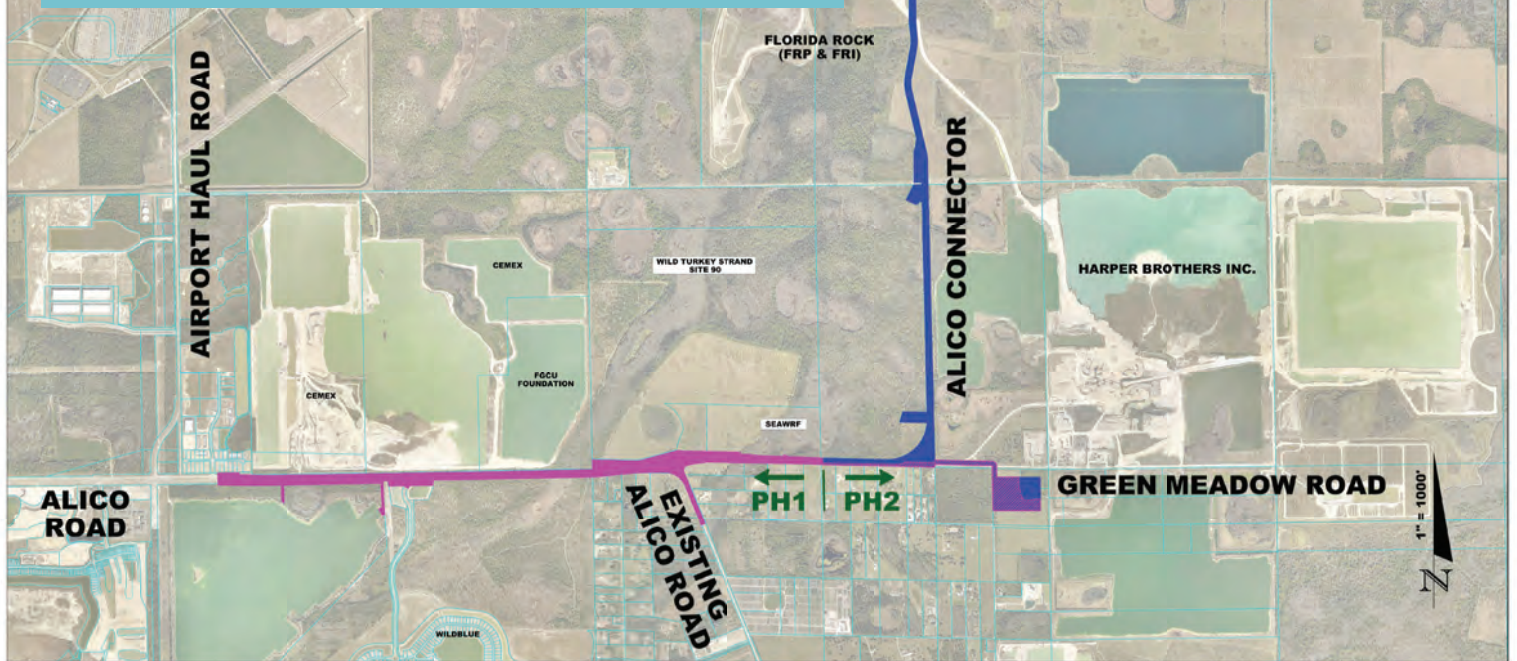 FLORIDA ROCK
(FRP & FRI)
AIRPORT HAUL ROAD
ALICO CONNECTOR
CEMEX
WILD TURKEY STRAND
SITE 90
HARPER BROTHERS INC.
FGCU
FOUNDATION
CEMEX
SEAWRF
ALICO
ROAD
PH1
PH2
GREEN MEADOW ROAD
EXISTING
ALICO ROAD
1" = 1000'
N
WILDBLUE